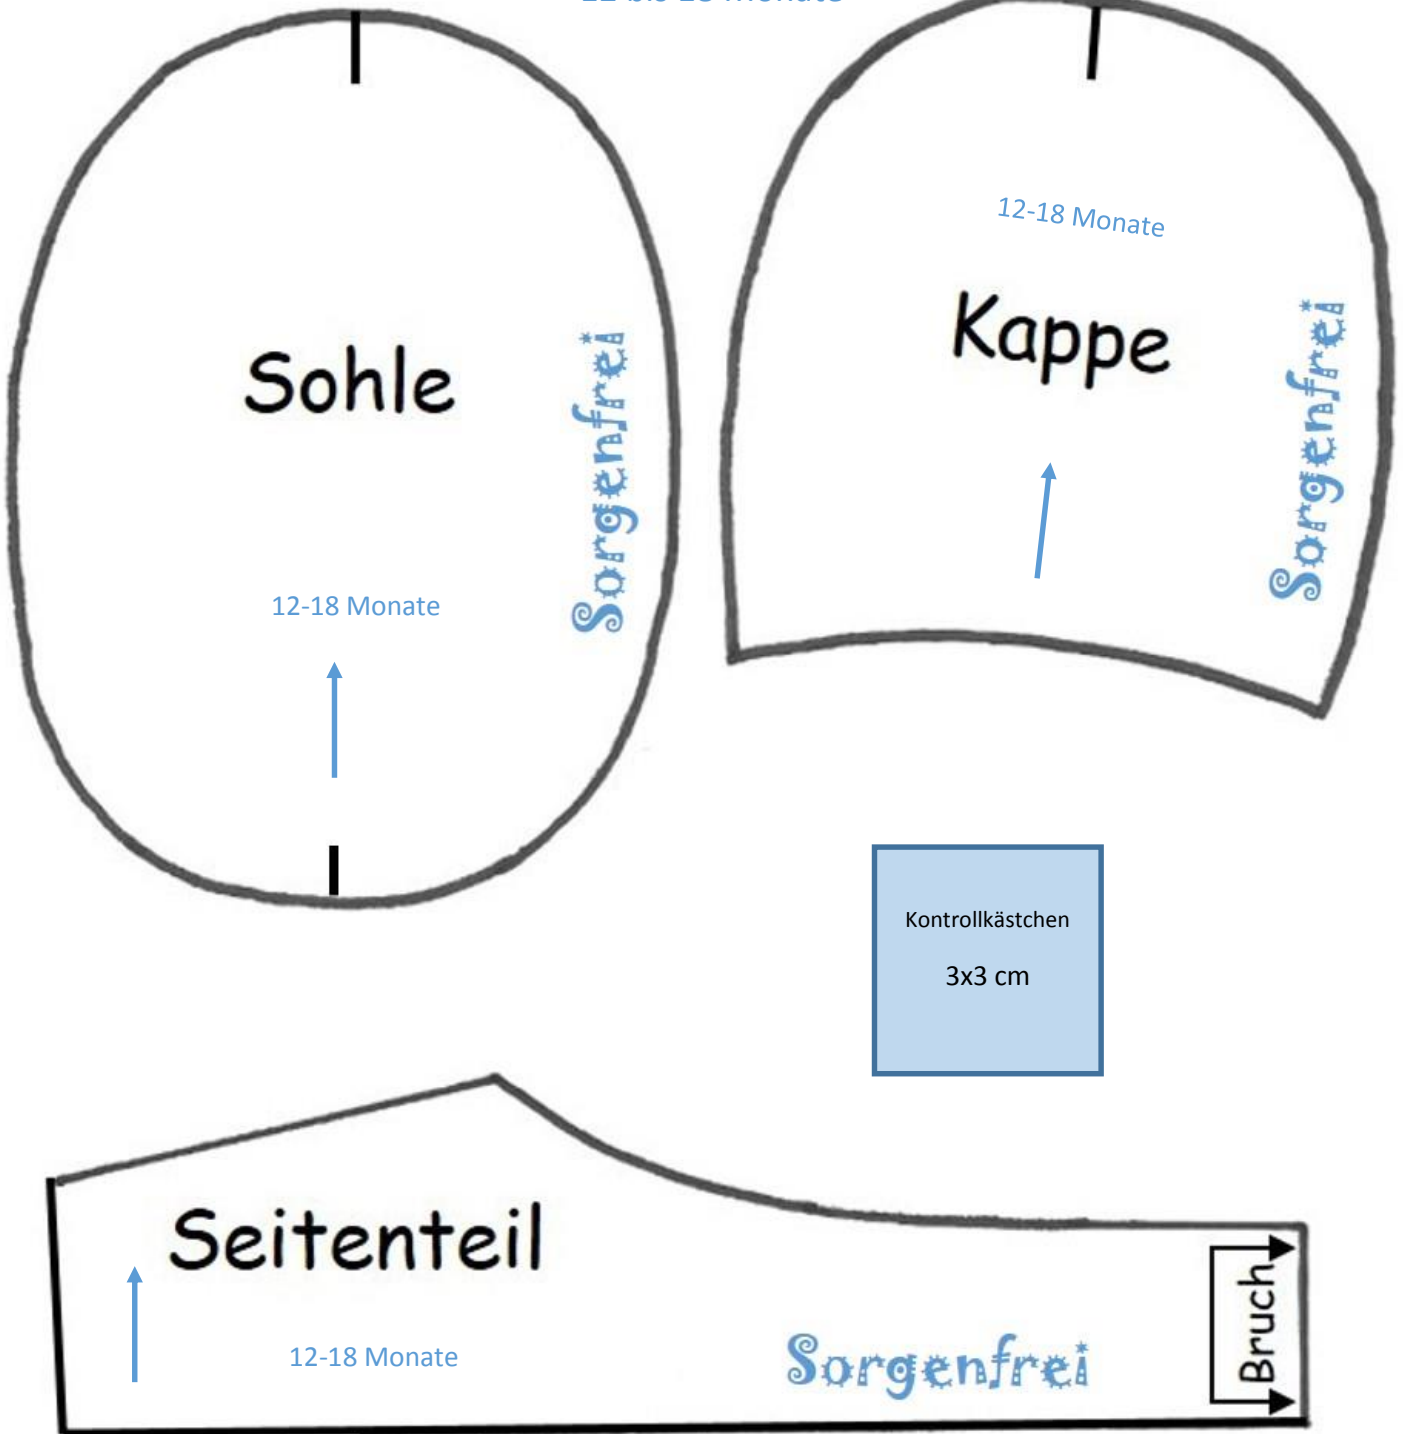 12-18 Monate
Kappe
Sorgenfrei
Sohle
Sorgenfrei
12-18 Monate
Kontrollkästchen
3x3 cm
Seitenteil
12-18 Monate
Sorgenfrei
Bruch